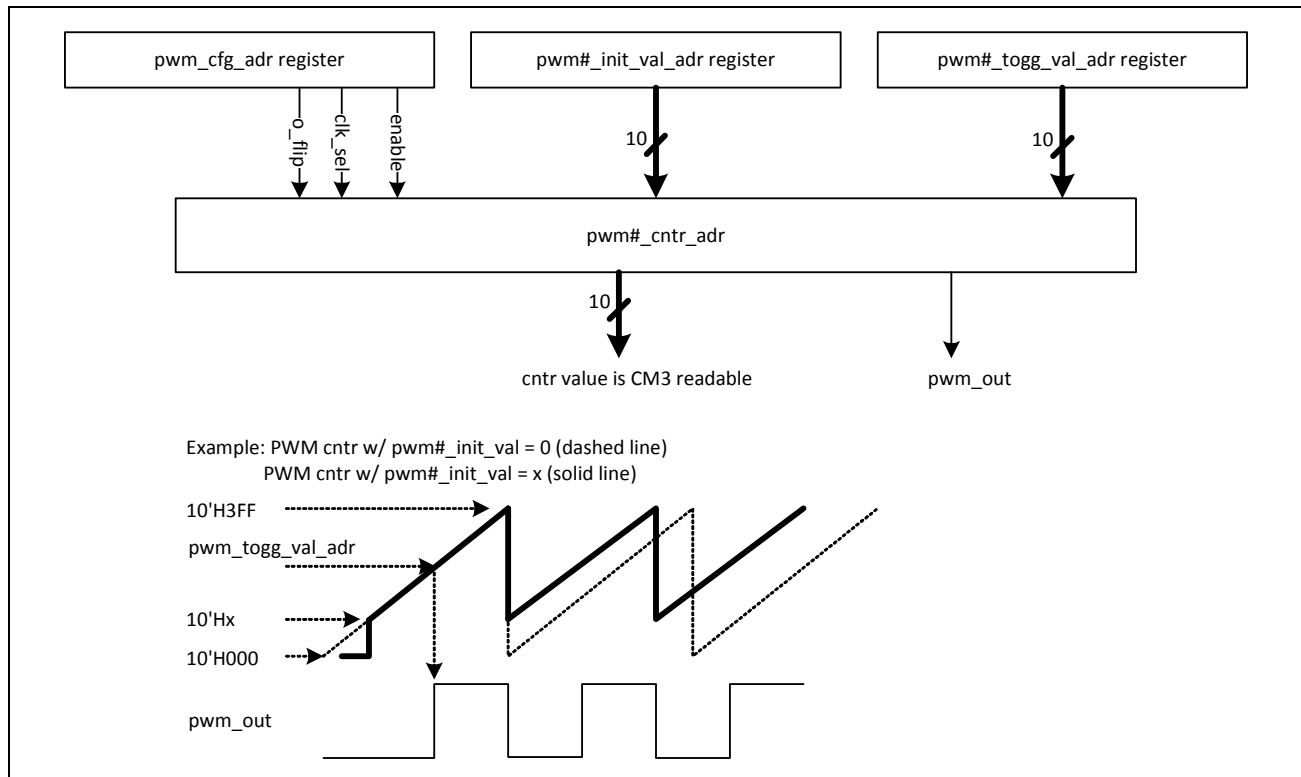 pwm_cfg_adr register
pwm#_init_val_adr register
pwm#_togg_val_adr register
o_flip
clk_sel
enable
10
10
pwm#_cntr_adr
10
cntr value is CM3 readable
pwm_out
Example: PWM cntr w/ pwm#_init_val = 0 (dashed line)
PWM cntr w/ pwm#_init_val = x (solid line)
10'H3FF
pwm_togg_val_adr
10'Hx
10'H000
pwm_out